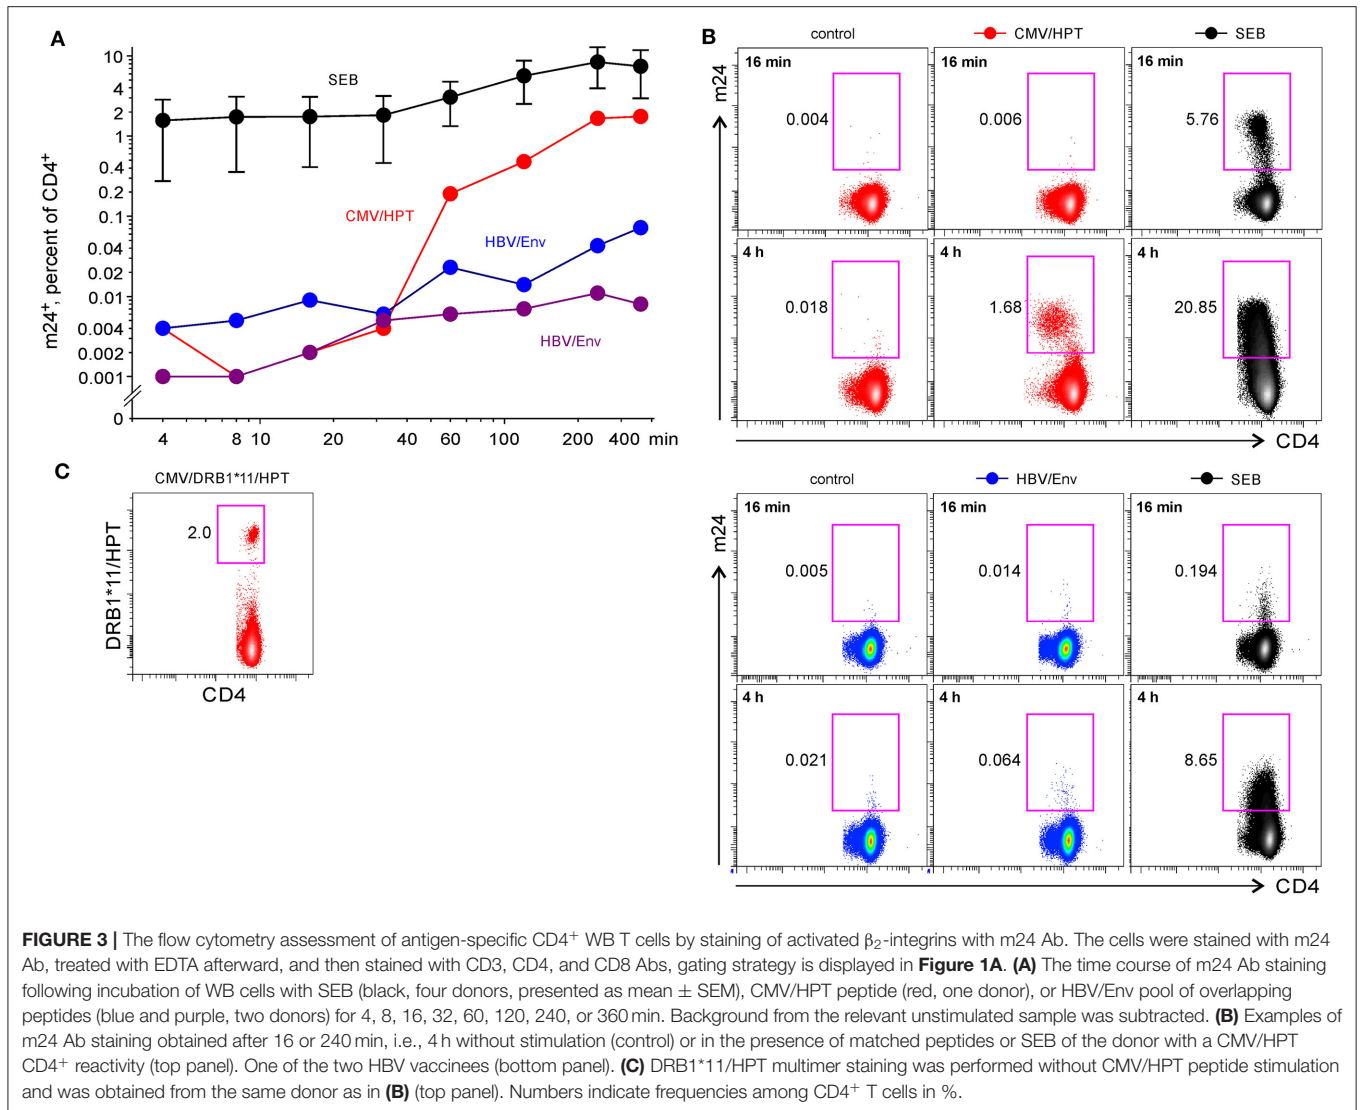 A
10
4
2
1
0.4
0.2
0.1
0.04
0.02
0.01
0.004
0.002
0.001
0
m24⁺, percent of CD4⁺
SEB
CMV/HPT
HBV/Env
HBV/Env
4 8 10 20 40 60 100 200 400 min
B
control CMV/HPT SEB
m24
16 min 16 min 16 min
0.004 0.006 5.76
4 h 4 h 4 h
0.018 1.68 20.85
CD4
C
CMV/DRB1*11/HPT
2.0
DRB1*11/HPT
CD4
control HBV/Env SEB
m24
16 min 16 min 16 min
0.005 0.014 0.194
4 h 4 h 4 h
0.021 0.064 8.65
CD4
FIGURE 3 | The flow cytometry assessment of antigen-specific CD4⁺ WB T cells by staining of activated β₂-integrins with m24 Ab. The cells were stained with m24
Ab, treated with EDTA afterward, and then stained with CD3, CD4, and CD8 Abs, gating strategy is displayed in Figure 1A. (A) The time course of m24 Ab staining
following incubation of WB cells with SEB (black, four donors, presented as mean ± SEM), CMV/HPT peptide (red, one donor), or HBV/Env pool of overlapping
peptides (blue and purple, two donors) for 4, 8, 16, 32, 60, 120, 240, or 360 min. Background from the relevant unstimulated sample was subtracted. (B) Examples of
m24 Ab staining obtained after 16 or 240 min, i.e., 4 h without stimulation (control) or in the presence of matched peptides or SEB of the donor with a CMV/HPT
CD4⁺ reactivity (top panel). One of the two HBV vaccinees (bottom panel). (C) DRB1*11/HPT multimer staining was performed without CMV/HPT peptide stimulation
and was obtained from the same donor as in (B) (top panel). Numbers indicate frequencies among CD4⁺ T cells in %.